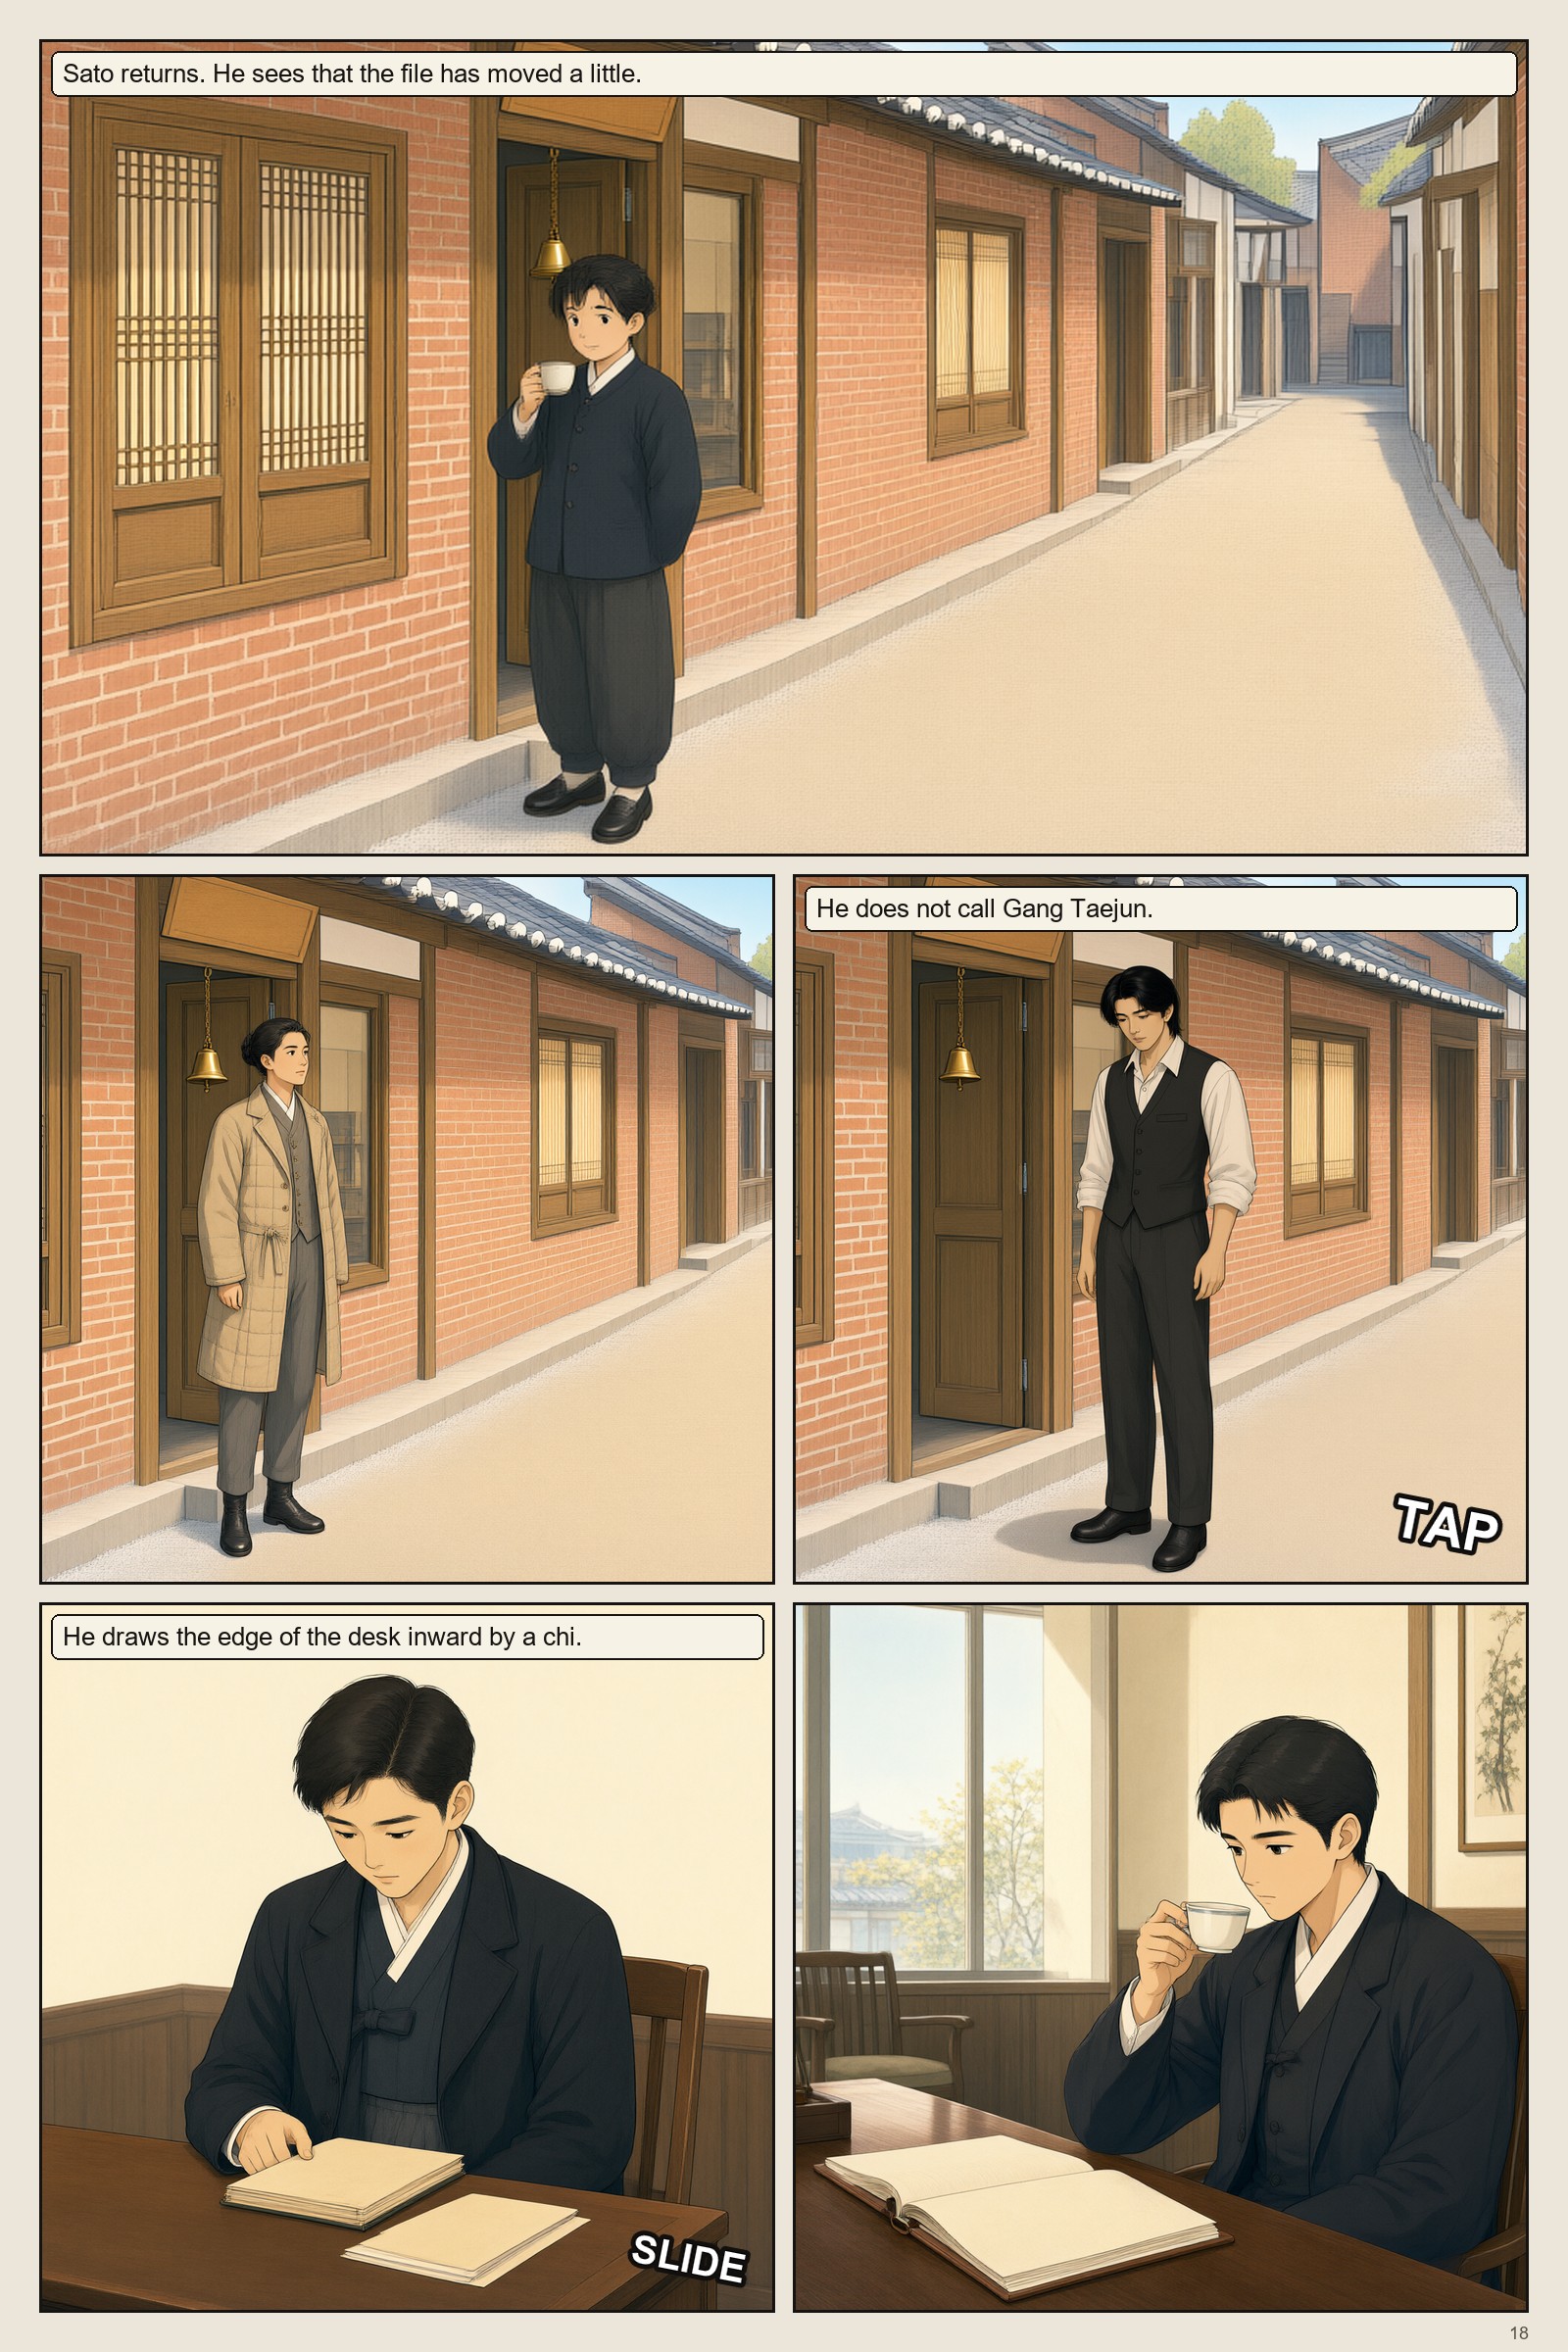 Sato returns. He sees that the file has moved a little.
He does not call Gang Taejun.
TAP
He draws the edge of the desk inward by a chi.
SLIDE
18